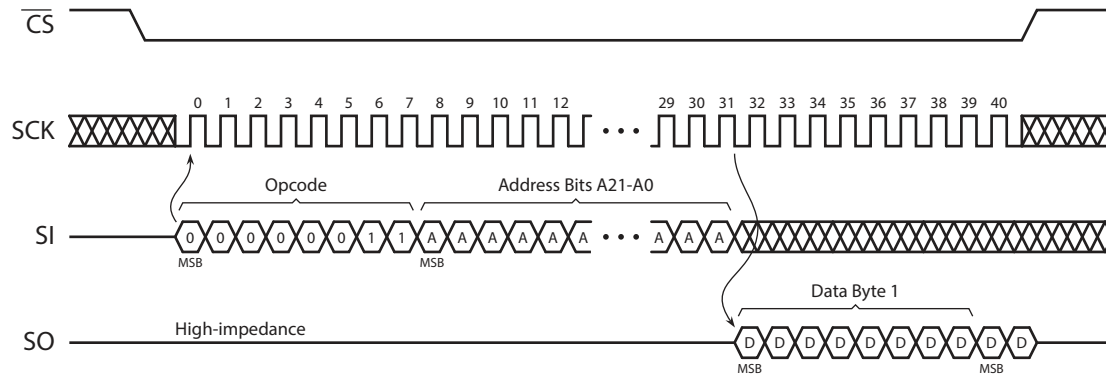 CS
0 1 2 3 4 5 6 7 8 9 10 11 12 29 30 31 32 33 34 35 36 37 38 39 40
SCK
Opcode Address Bits A21-A0
SI 0 0 0 0 0 0 1 1 A A A A A A A A A
MSB MSB
Data Byte 1
High-impedance
SO D D D D D D D D D D
MSB MSB